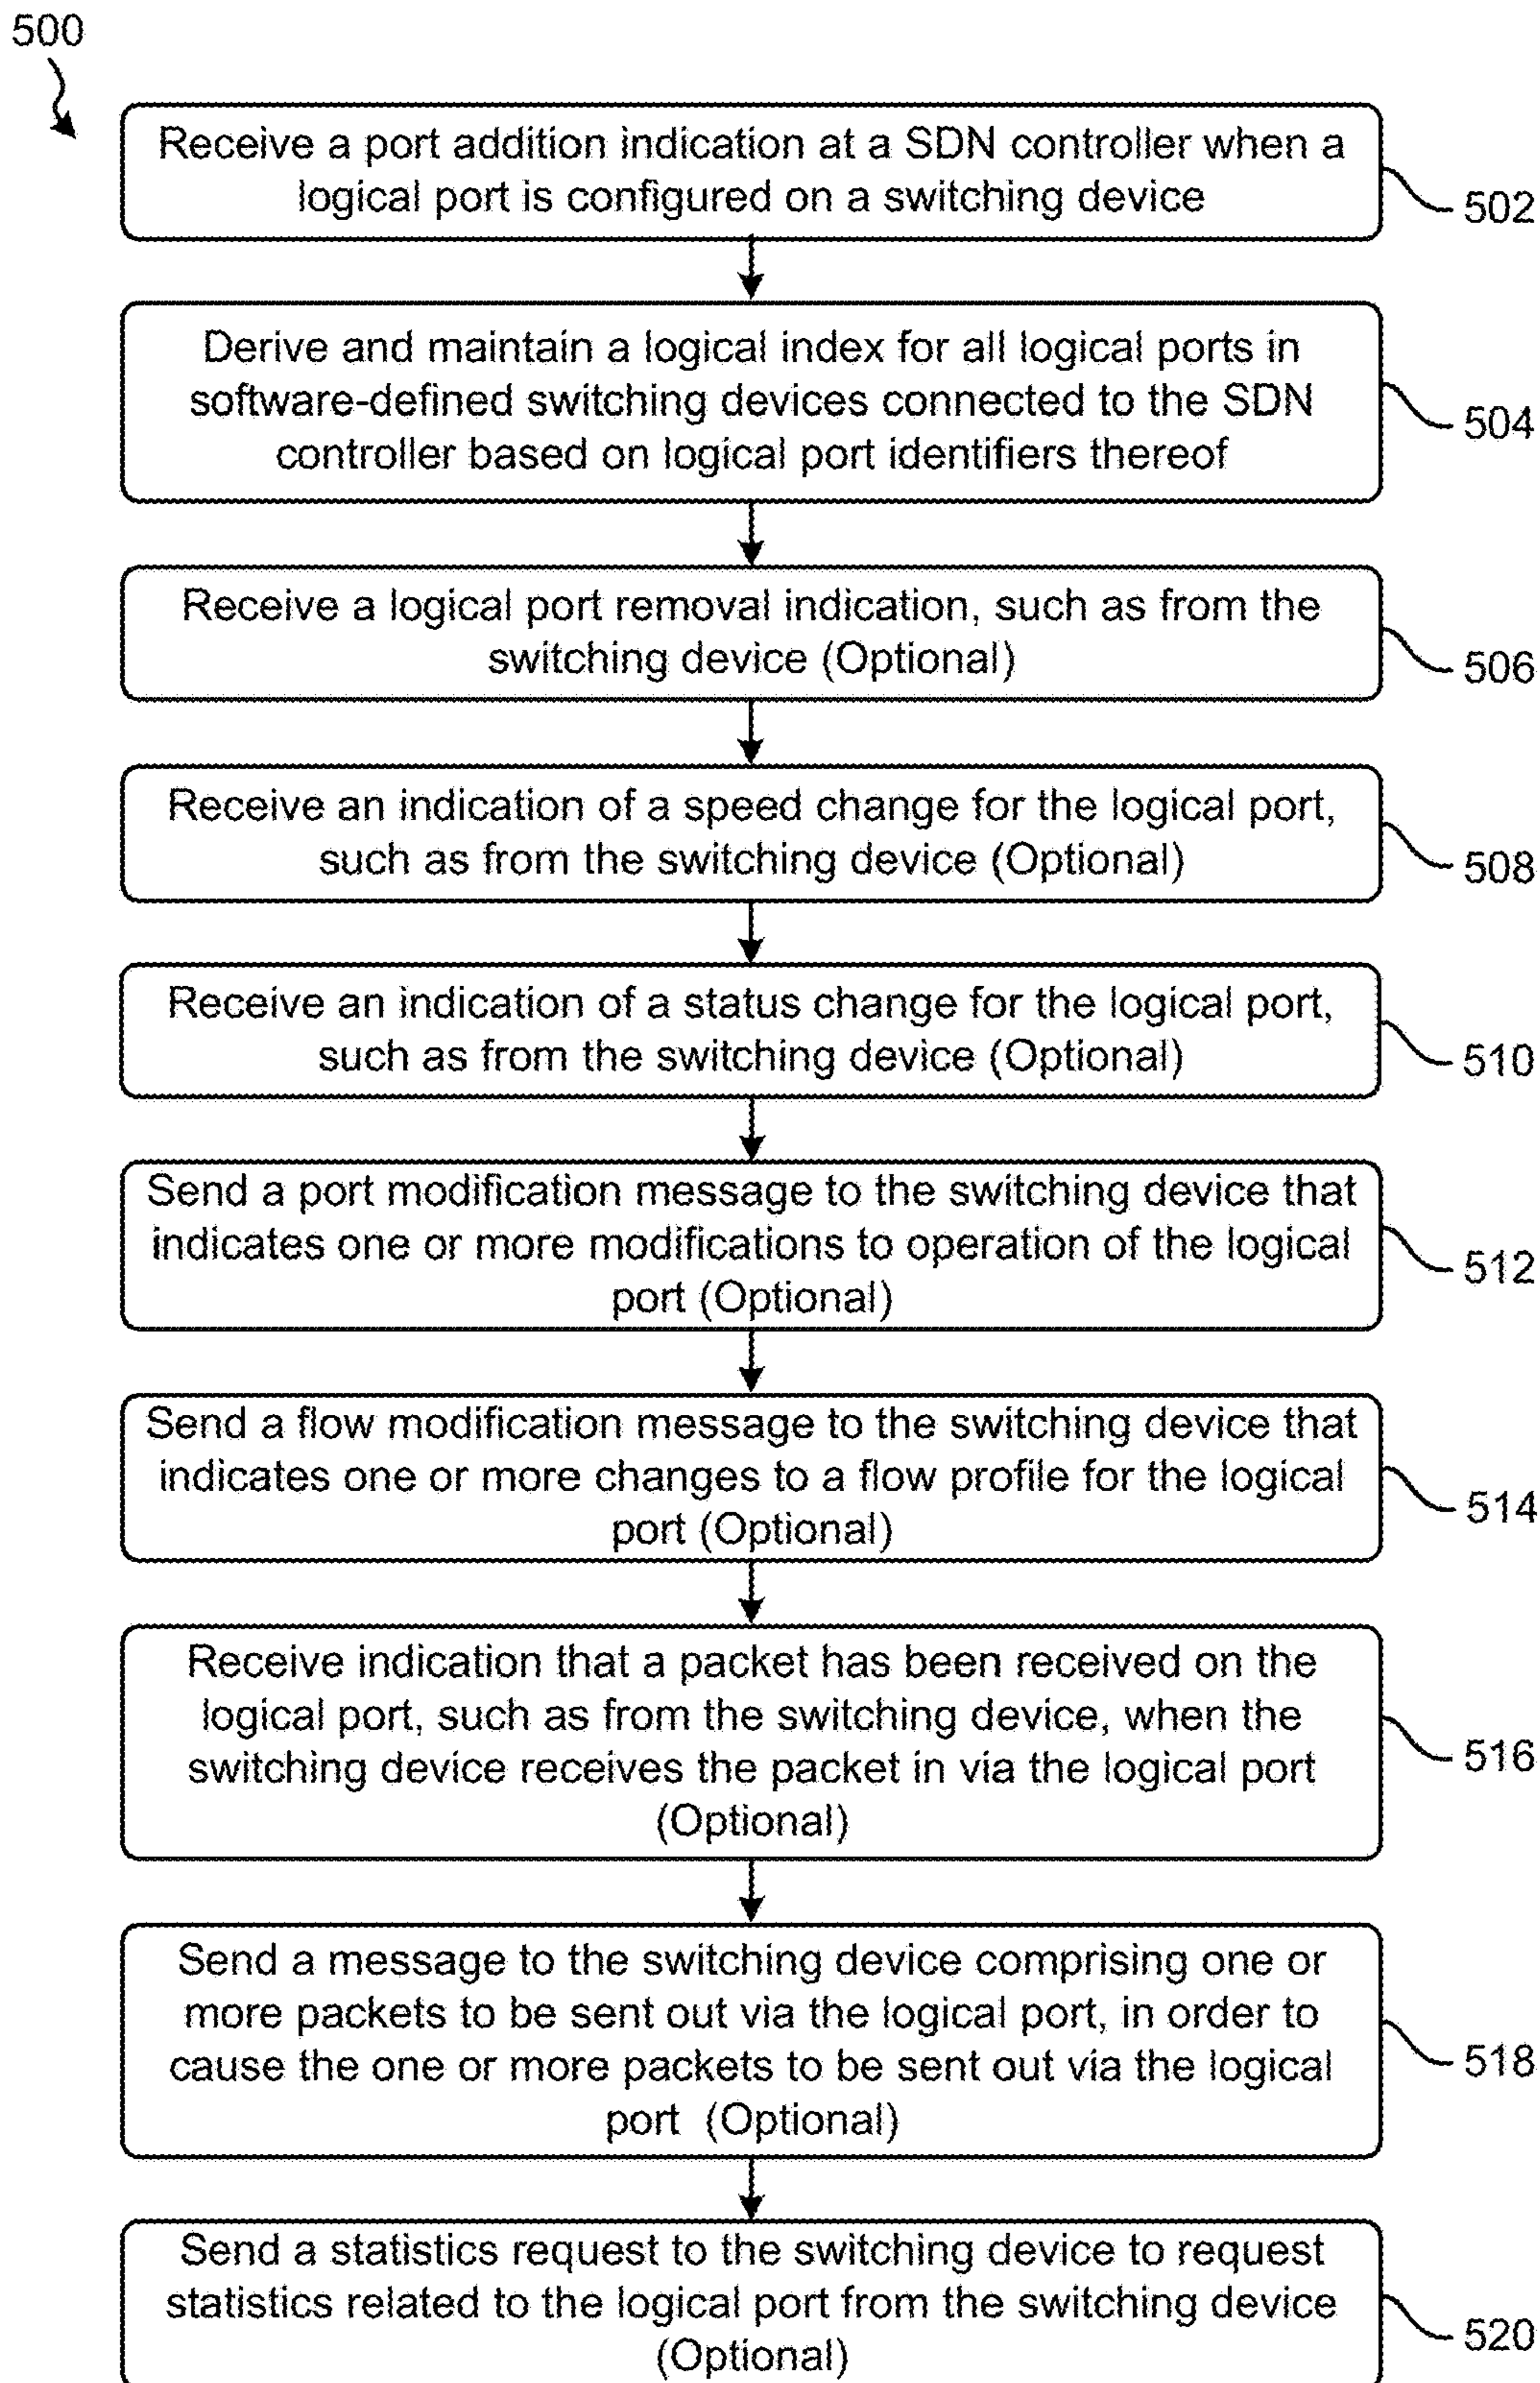 500
Receive a port addition indication at a SDN controller when a
logical port is configured on a switching device
502
Derive and maintain a logical index for all logical ports in
software-defined switching devices connected to the SDN
controller based on logical port identifiers thereof
504
Receive a logical port removal indication, such as from the
switching device (Optional)
506
Receive an indication of a speed change for the logical port,
such as from the switching device (Optional)
508
Receive an indication of a status change for the logical port,
such as from the switching device (Optional)
510
Send a port modification message to the switching device that
indicates one or more modifications to operation of the logical
port (Optional)
512
Send a flow modification message to the switching device that
indicates one or more changes to a flow profile for the logical
port (Optional)
514
Receive indication that a packet has been received on the
logical port, such as from the switching device, when the
switching device receives the packet in via the logical port
(Optional)
516
Send a message to the switching device comprising one or
more packets to be sent out via the logical port, in order to
cause the one or more packets to be sent out via the logical
port (Optional)
518
Send a statistics request to the switching device to request
statistics related to the logical port from the switching device
(Optional)
520